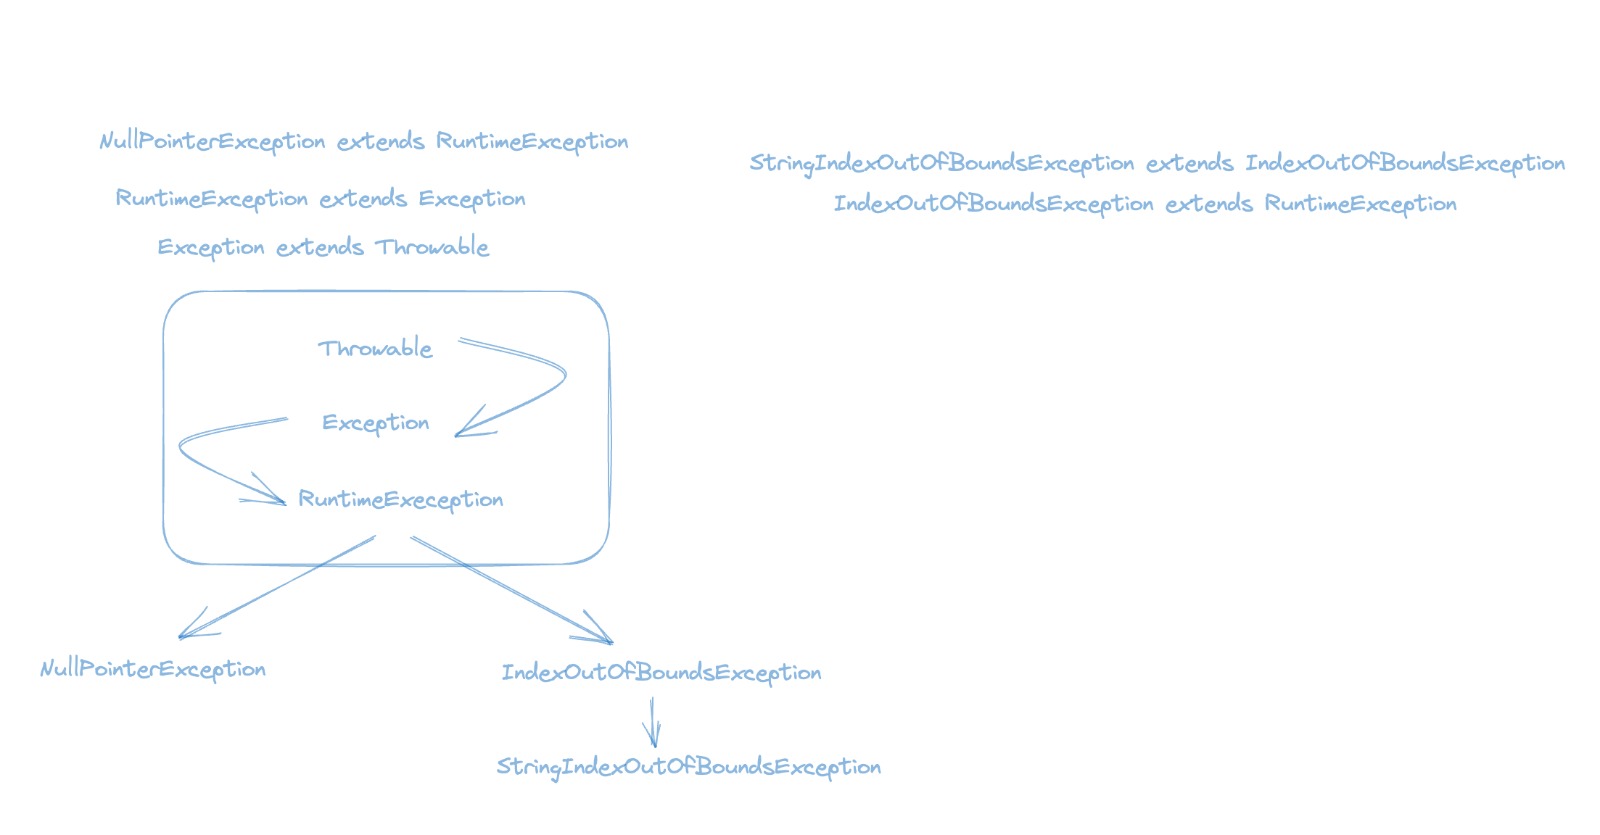 NullPointerException extends RuntimeException
RuntimeException extends Exception
Exception extends Throwable
StringIndexOutOfBoundsException extends IndexOutOfBoundsException
IndexOutOfBoundsException extends RuntimeException
Throwable
Exception
RuntimeExeception
NullPointerException
IndexOutOfBoundsException
StringIndexOutOfBoundsException